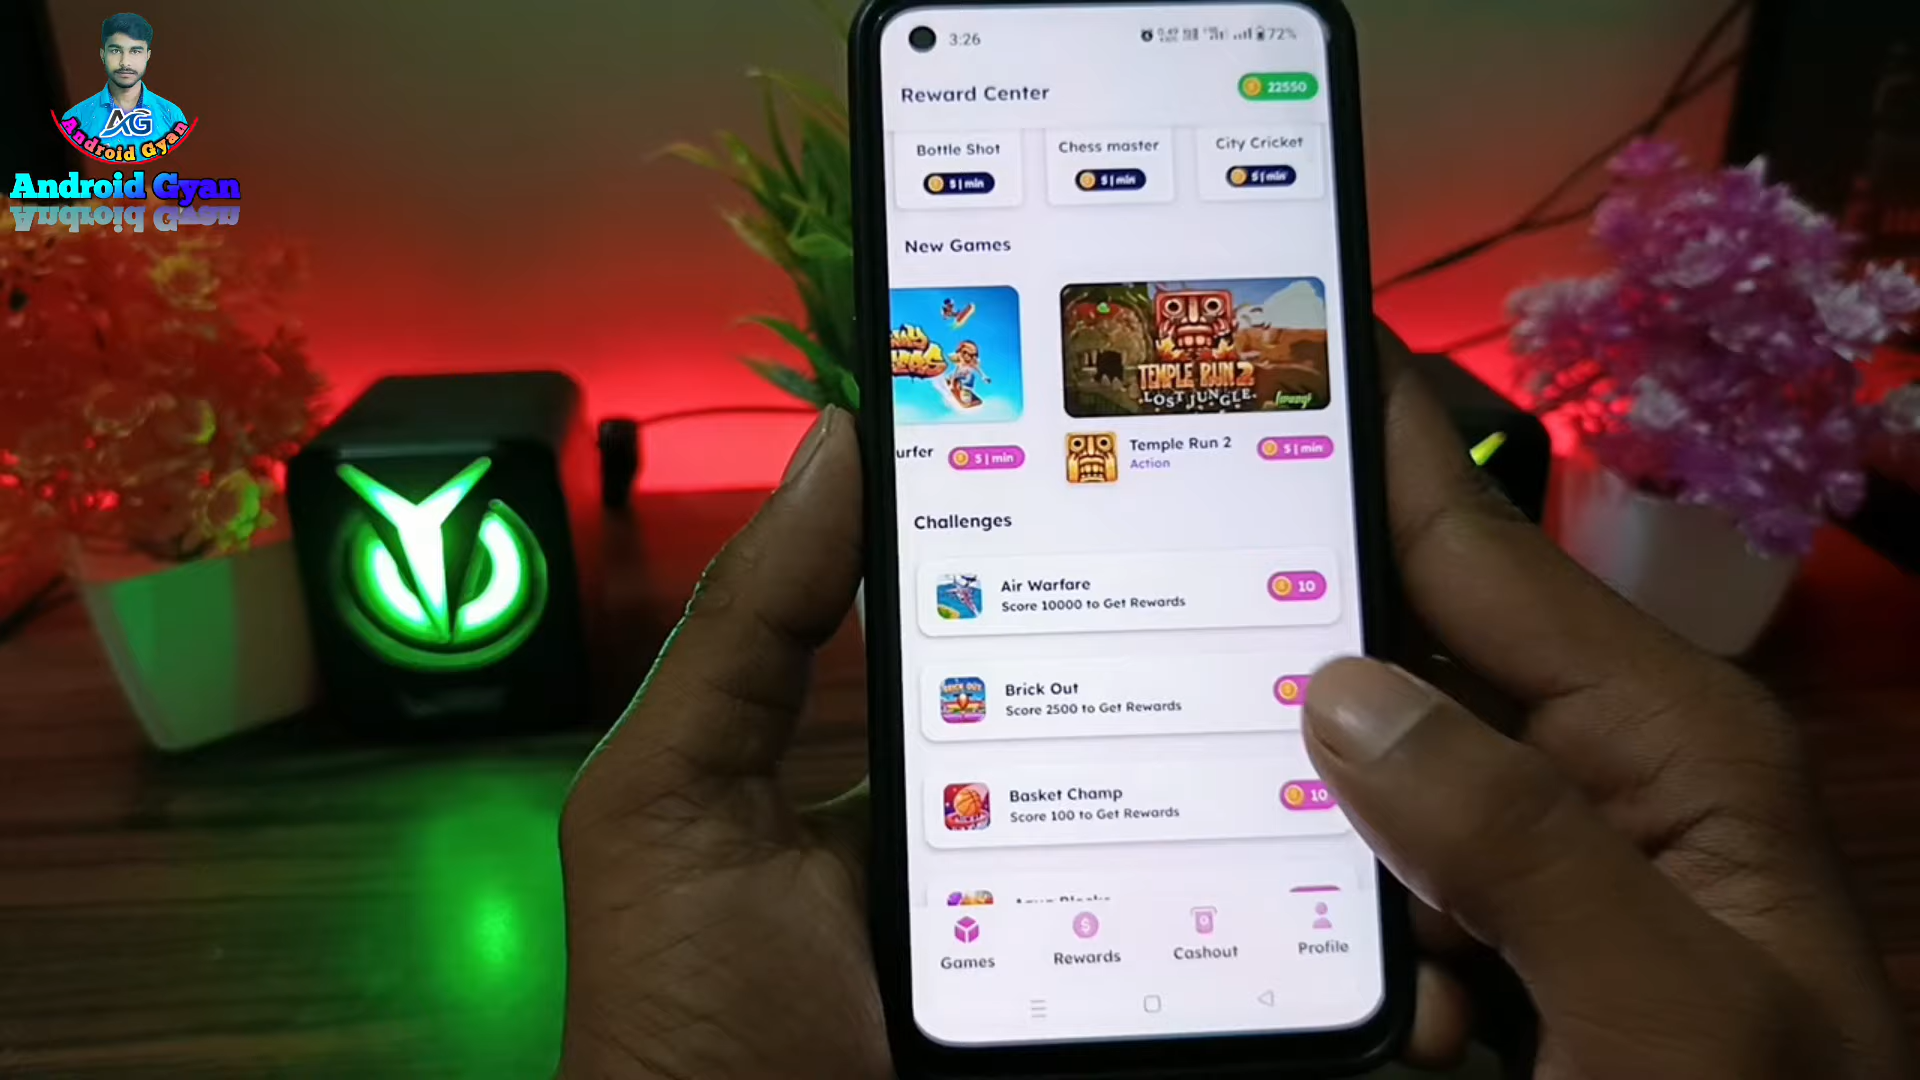 AG
Android Gyan
Android Gyan
3:26
72%
Reward Center
22550
Bottle Shot
Chess master
City Cricket
5 | min
5 | min
5 | min
New Games
TEMPLE RUN 2
LOST JUNGLE
urfer
5 | min
Temple Run 2
Action
5 | min
Challenges
Air Warfare
Score 10000 to Get Rewards
10
Brick Out
Score 2500 to Get Rewards
BRICK OUT
Basket Champ
Score 100 to Get Rewards
10
Games
Rewards
Cashout
Profile